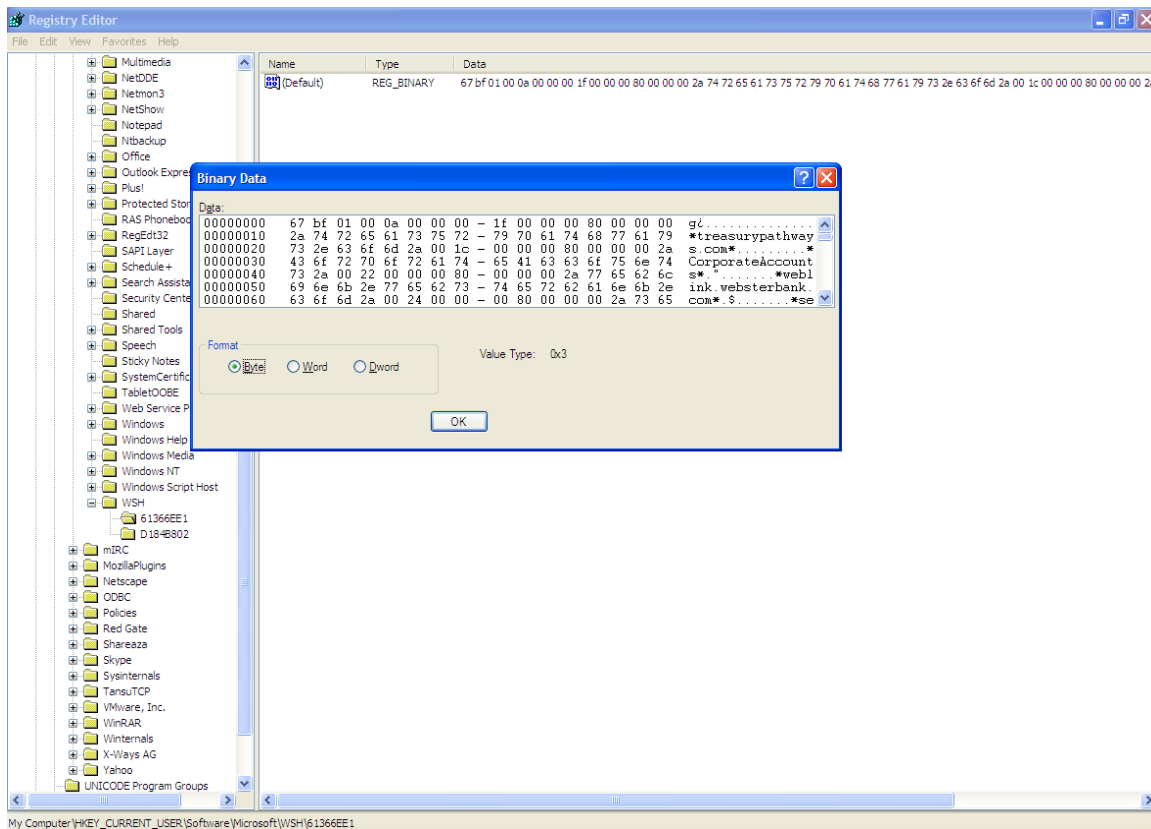 Registry Editor
File Edit View Favorites Help
Multimedia
NetDDE
Netmon3
NetShow
Notepad
Ntbackup
Office
Outlook Expre
Plus!
Protected Stor
RAS Phoneboo
RegEdt32
SAPI Layer
Schedule+
Search Assista
Security Cente
Shared
Shared Tools
Speech
Sticky Notes
SystemCertific
TabletOOBE
Web Service P
Windows
Windows Help
Windows Media
Windows NT
Windows Script Host
WSH
61366EE1
D184B802
mIRC
MozillaPlugins
Netscape
ODBC
Policies
Red Gate
Shareaza
Skype
Sysinternals
TansuTCP
VMware, Inc.
WinRAR
Winternals
X-Ways AG
Yahoo
UNICODE Program Groups
Name Type Data
(Default) REG_BINARY 67 bf 01 00 0a 00 00 00 1f 00 00 00 80 00 00 00 2a 74 72 65 61 73 75 72 79 70 61 74 68 77 61 79 73 2e 63 6f 6d 2a 00 1c 00 00 00 80 00 00 00 2a
Binary Data
Data:
00000000 67 bf 01 00 0a 00 00 00 - 1f 00 00 00 80 00 00 00 g¿..............
00000010 2a 74 72 65 61 73 75 72 - 79 70 61 74 68 77 61 79 *treasurypathway
00000020 73 2e 63 6f 6d 2a 00 1c - 00 00 00 80 00 00 00 2a s.com*.........*
00000030 43 6f 72 70 6f 72 61 74 - 65 41 63 63 6f 75 6e 74 CorporateAccount
00000040 73 2a 00 22 00 00 00 80 - 00 00 00 2a 77 65 62 6c s*.".......*webl
00000050 69 6e 6b 2e 77 65 62 73 - 74 65 72 62 61 6e 6b 2e ink.websterbank.
00000060 63 6f 6d 2a 00 24 00 00 - 00 80 00 00 00 2a 73 65 com*.$.......*se
Format
Byte Word Dword
Value Type: 0x3
OK
My Computer\HKEY_CURRENT_USER\Software\Microsoft\WSH\61366EE1